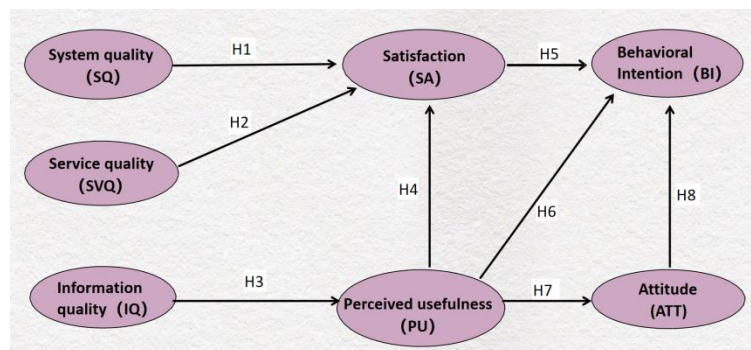 System quality
(SQ)
H1
Satisfaction
(SA)
H5
Behavioral
Intention (BI)
H2
Service quality
(SVQ)
H4
H6
H8
Information
quality (IQ)
H3
Perceived usefulness
(PU)
H7
Attitude
(ATT)